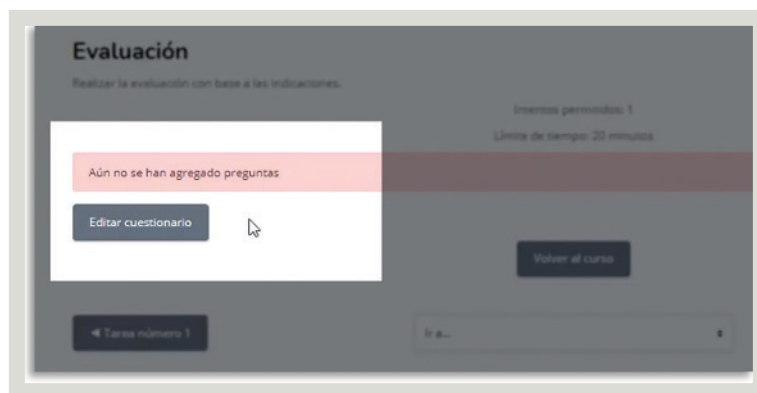 Evaluación
Realizar la evaluación con base a las indicaciones.
Intentos permitidos: 1
Límite de tiempo: 20 minutos
Aún no se han agregado preguntas
Editar cuestionario
Volver al curso
◄ Tarea número 1
Ir a...